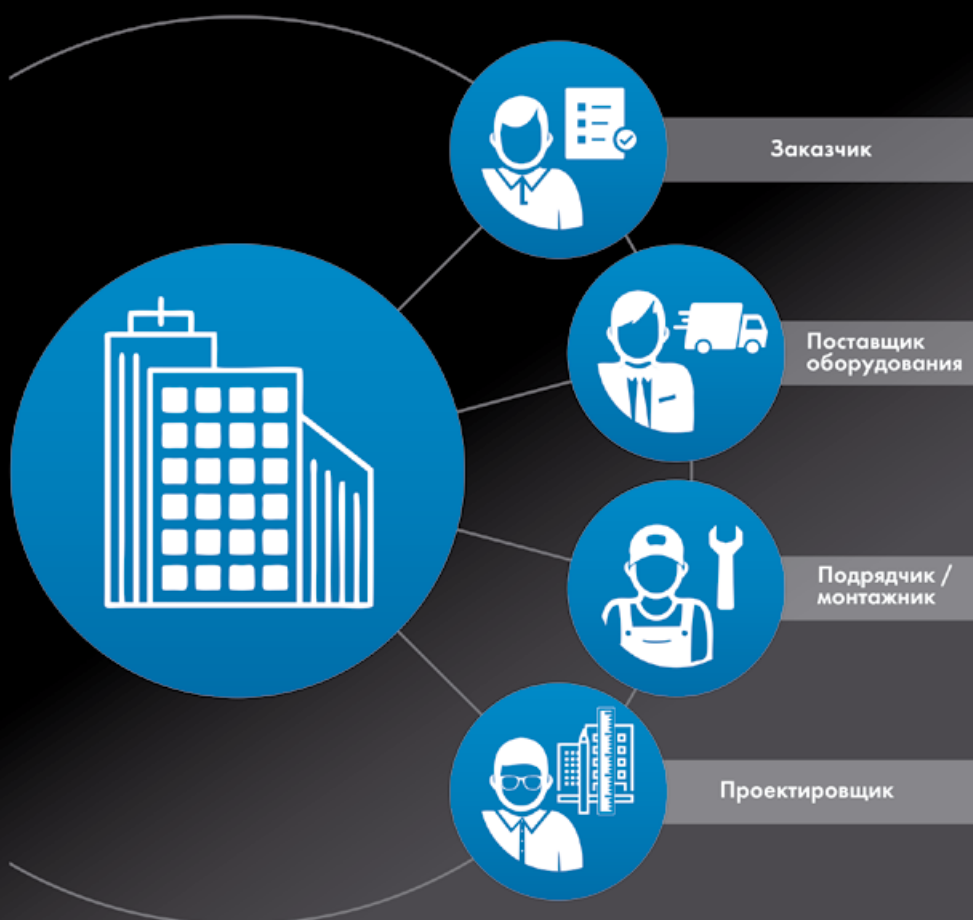 Заказчик
Поставщик
оборудования
Подрядчик /
монтажник
Проектировщик